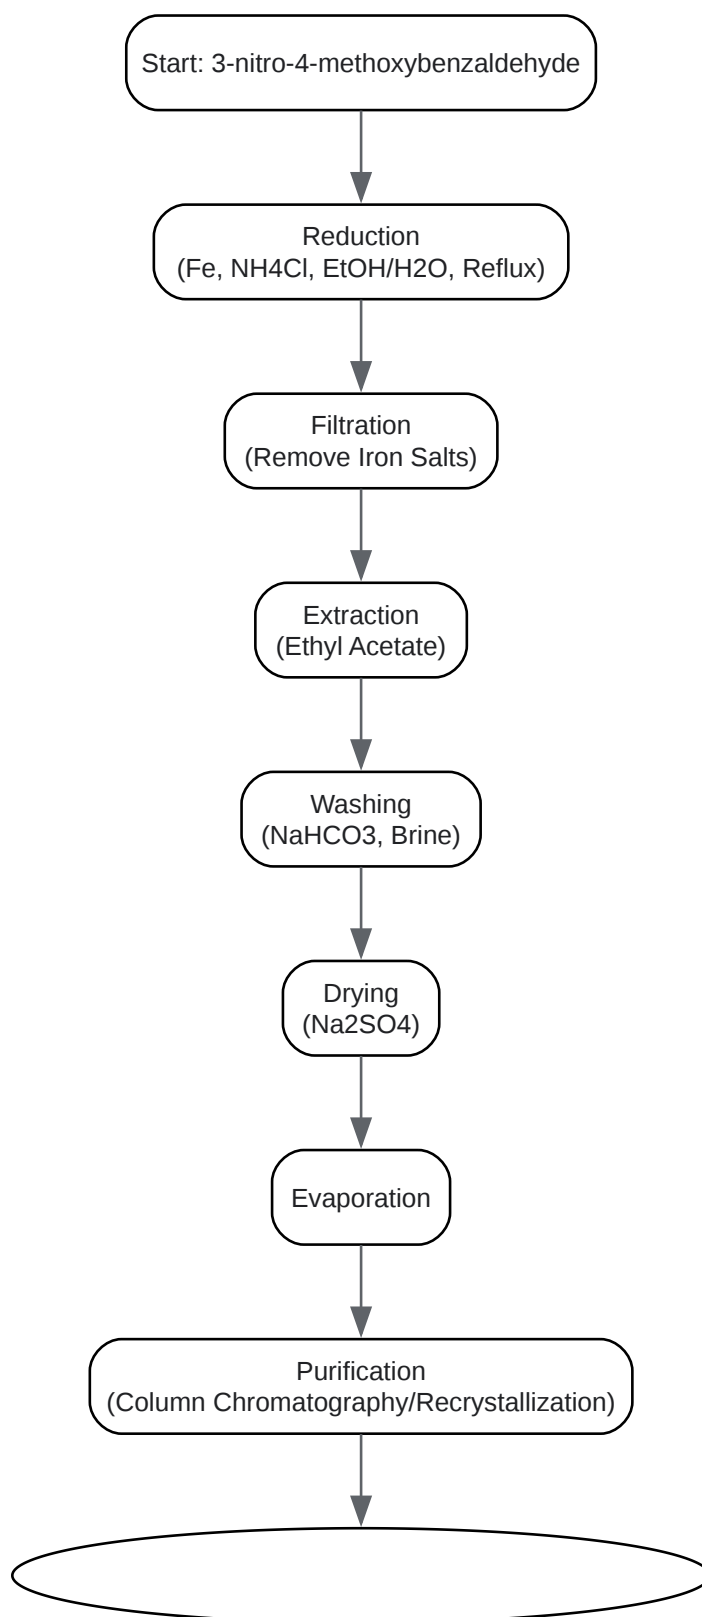 Start: 3-nitro-4-methoxybenzaldehyde
Reduction
(Fe, NH4Cl, EtOH/H2O, Reflux)
Filtration
(Remove Iron Salts)
Extraction
(Ethyl Acetate)
Washing
(NaHCO3, Brine)
Drying
(Na2SO4)
Evaporation
Purification
(Column Chromatography/Recrystallization)